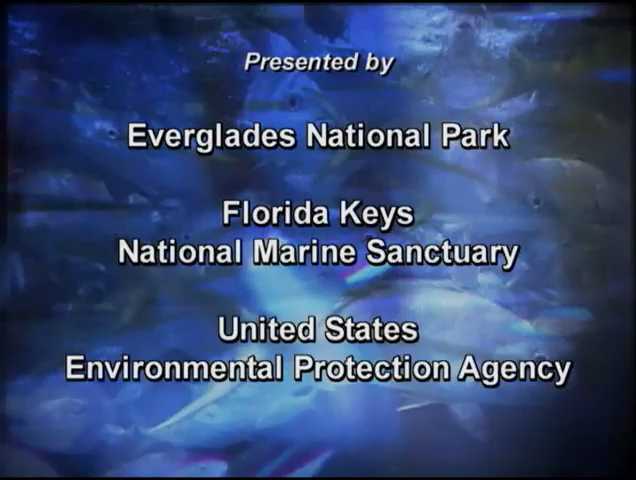 Presented by
Everglades National Park
Florida Keys
National Marine Sanctuary
United States
Environmental Protection Agency